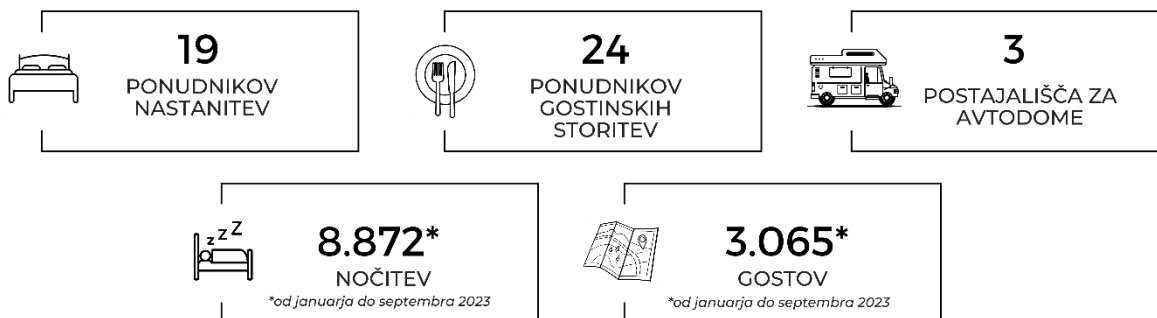 19
PONUDNIKOV
NASTANITEV
24
PONUDNIKOV
GOSTINSKIH
STORITEV
3
POSTAJALIŠČA ZA
AVTODOME
z z Z
8.872*
NOČITEV
*od januarja do septembra 2023
3.065*
GOSTOV
*od januarja do septembra 2023